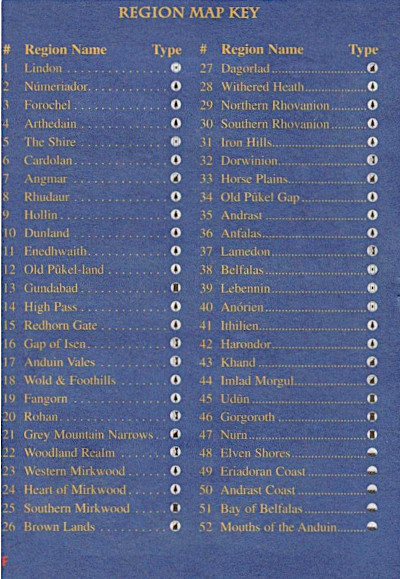 REGION MAP KEY
# Region Name Type
1 Lindon
2 Númeriador
3 Forochel
4 Arthedain
5 The Shire
6 Cardolan
7 Angmar
8 Rhudaur
9 Hollin
10 Dunland
11 Enedhwaith
12 Old Pûkel-land
13 Gundabad
14 High Pass
15 Redhorn Gate
16 Gap of Isen
17 Anduin Vales
18 Wold & Foothills
19 Fangorn
20 Rohan
21 Grey Mountain Narrows
22 Woodland Realm
23 Western Mirkwood
24 Heart of Mirkwood
25 Southern Mirkwood
26 Brown Lands
# Region Name Type
27 Dagorlad
28 Withered Heath
29 Northern Rhovanion
30 Southern Rhovanion
31 Iron Hills
32 Dorwinion
33 Horse Plains
34 Old Pûkel Gap
35 Andrast
36 Anfalas
37 Lamedon
38 Belfalas
39 Lebennin
40 Anórien
41 Ithilien
42 Harondor
43 Khand
44 Imlad Morgul
45 Udûn
46 Gorgoroth
47 Nurn
48 Elven Shores
49 Eriadoran Coast
50 Andrast Coast
51 Bay of Belfalas
52 Mouths of the Anduin
F